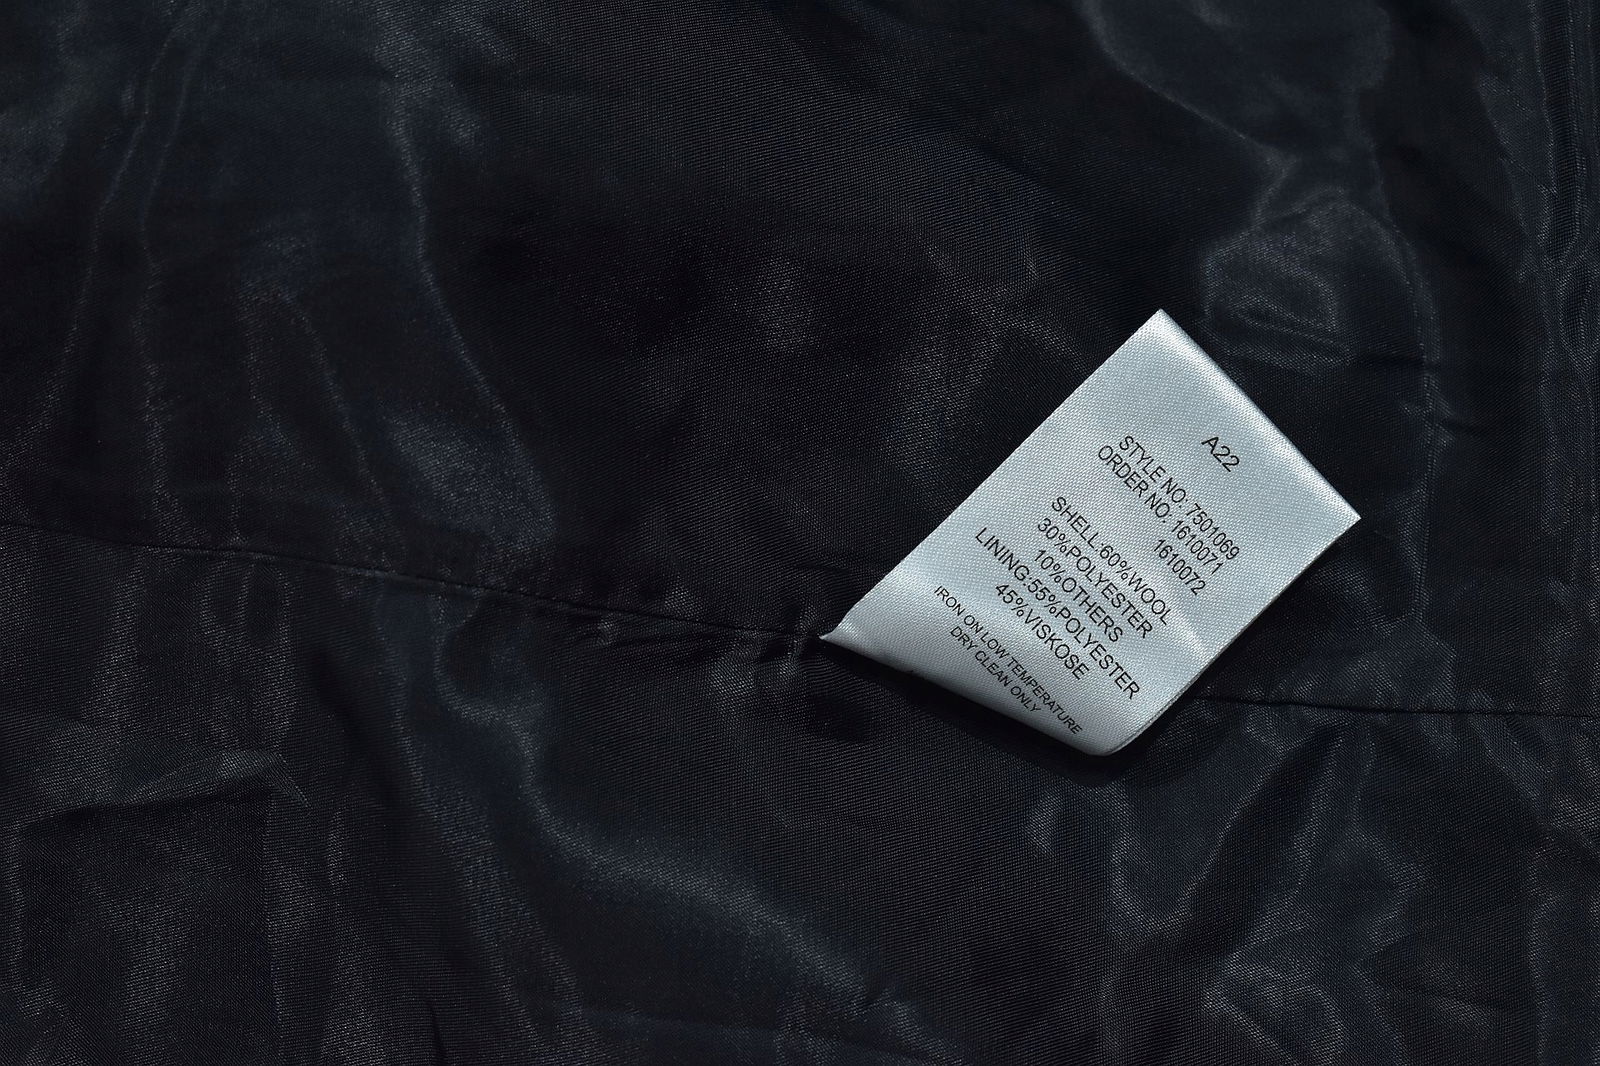 A22
STYLE NO: 7501069
ORDER NO: 1610071
1610072
SHELL:60%WOOL
30%POLYESTER
10%OTHERS
LINING:55%POLYESTER
45%VISKOSE
IRON ON LOW TEMPERATURE
DRY CLEAN ONLY